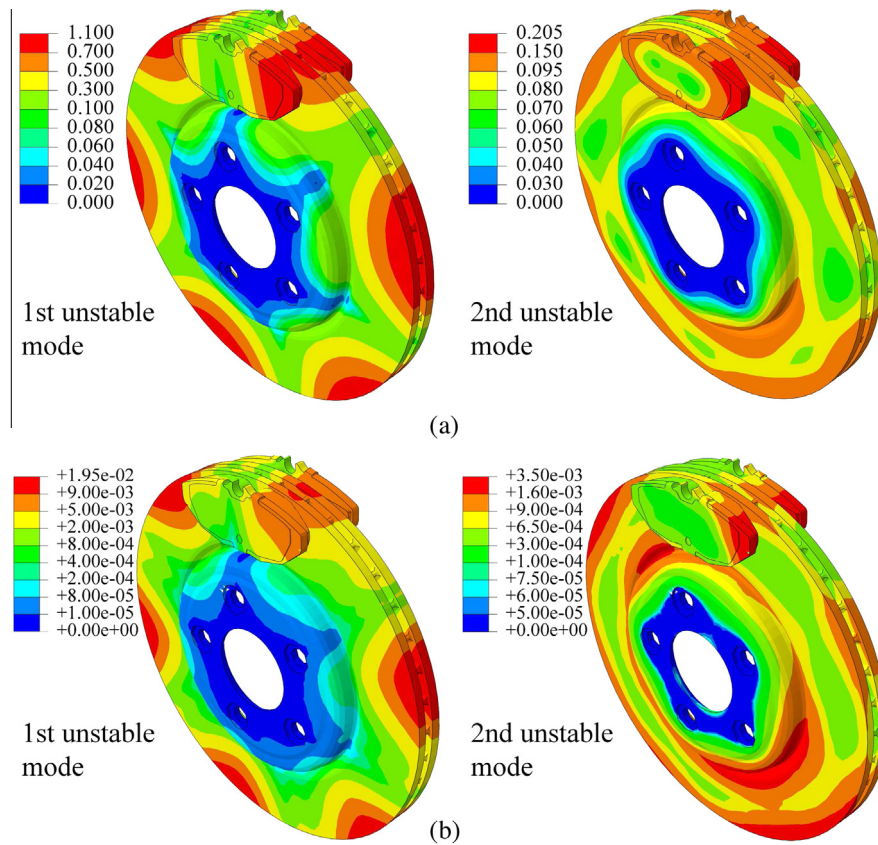 1.100
0.700
0.500
0.300
0.100
0.080
0.060
0.040
0.020
0.000
1st unstable
mode
0.205
0.150
0.095
0.080
0.070
0.060
0.050
0.040
0.030
0.000
2nd unstable
mode
(a)
+1.95e-02
+9.00e-03
+5.00e-03
+2.00e-03
+8.00e-04
+4.00e-04
+2.00e-04
+8.00e-05
+1.00e-05
+0.00e+00
1st unstable
mode
+3.50e-03
+1.60e-03
+9.00e-04
+6.50e-04
+4.50e-04
+3.00e-04
+1.00e-04
+7.50e-05
+6.00e-05
+5.00e-05
+0.00e+00
2nd unstable
mode
(b)